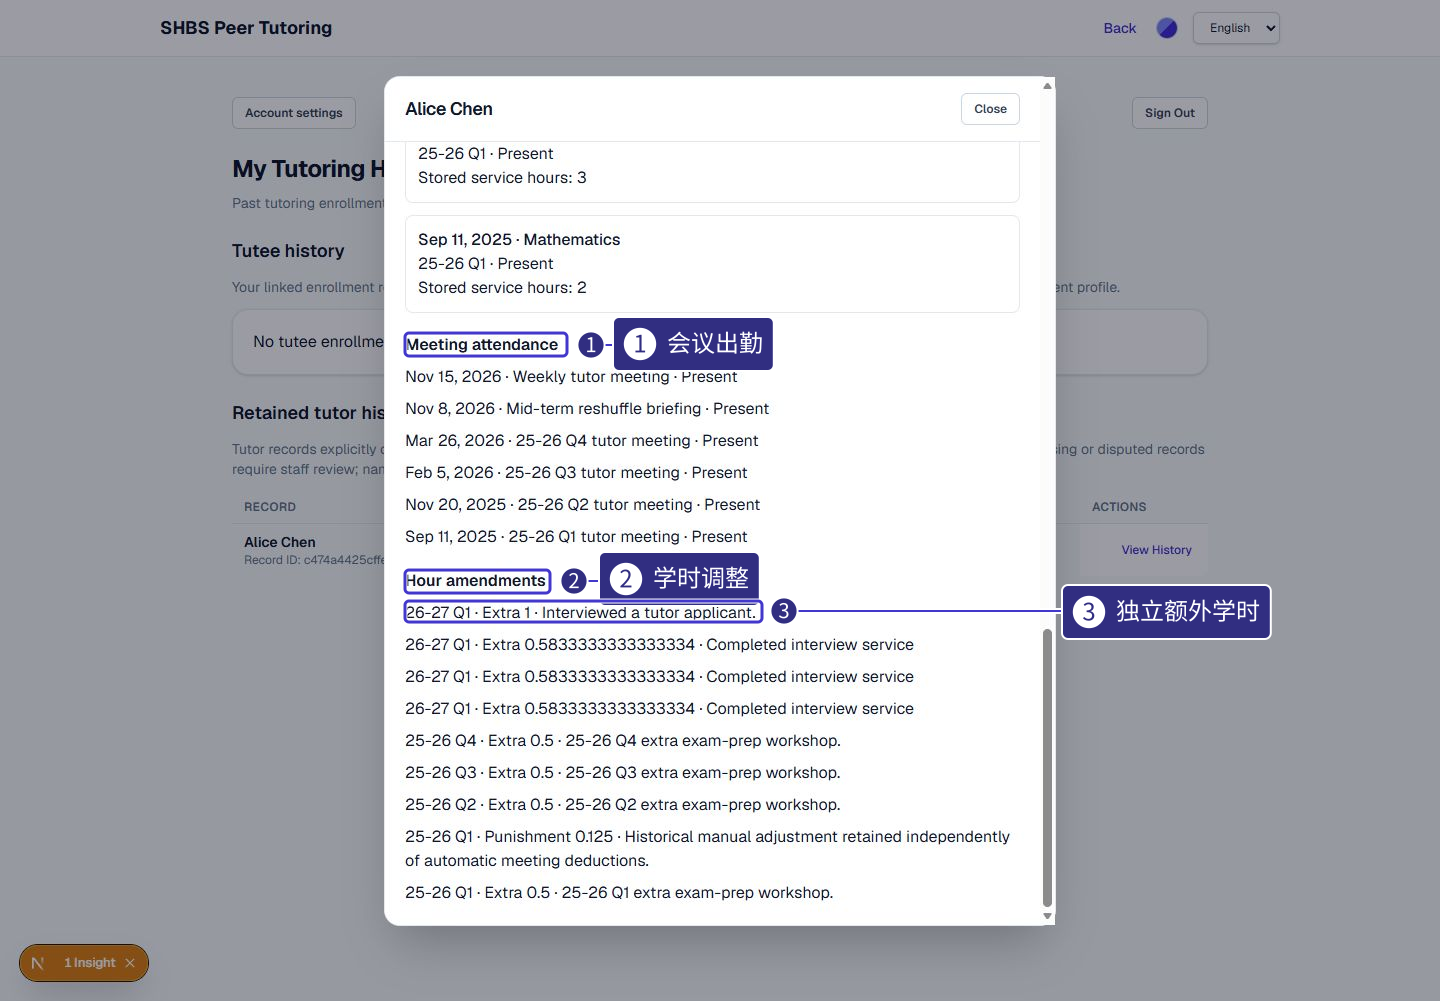 SHBS Peer Tutoring
Back
English
Account settings
Sign Out
My Tutoring H
Past tutoring enrollment
Tutee history
Your linked enrollment r
ent profile.
No tutee enrollme
Retained tutor his
Tutor records explicitly
sing or disputed records
require staff review; nan
RECORD
ACTIONS
Alice Chen
Record ID: c474a4425cffe
View History
Alice Chen
Close
25-26 Q1 · Present
Stored service hours: 3
Sep 11, 2025 · Mathematics
25-26 Q1 · Present
Stored service hours: 2
Meeting attendance
1
1 会议出勤
Nov 15, 2026 · Weekly tutor meeting · Present
Nov 8, 2026 · Mid-term reshuffle briefing · Present
Mar 26, 2026 · 25-26 Q4 tutor meeting · Present
Feb 5, 2026 · 25-26 Q3 tutor meeting · Present
Nov 20, 2025 · 25-26 Q2 tutor meeting · Present
Sep 11, 2025 · 25-26 Q1 tutor meeting · Present
Hour amendments
2
2 学时调整
26-27 Q1 · Extra 1 · Interviewed a tutor applicant.
3
3 独立额外学时
26-27 Q1 · Extra 0.5833333333333334 · Completed interview service
26-27 Q1 · Extra 0.5833333333333334 · Completed interview service
26-27 Q1 · Extra 0.5833333333333334 · Completed interview service
25-26 Q4 · Extra 0.5 · 25-26 Q4 extra exam-prep workshop.
25-26 Q3 · Extra 0.5 · 25-26 Q3 extra exam-prep workshop.
25-26 Q2 · Extra 0.5 · 25-26 Q2 extra exam-prep workshop.
25-26 Q1 · Punishment 0.125 · Historical manual adjustment retained independently
of automatic meeting deductions.
25-26 Q1 · Extra 0.5 · 25-26 Q1 extra exam-prep workshop.
N
1 Insight